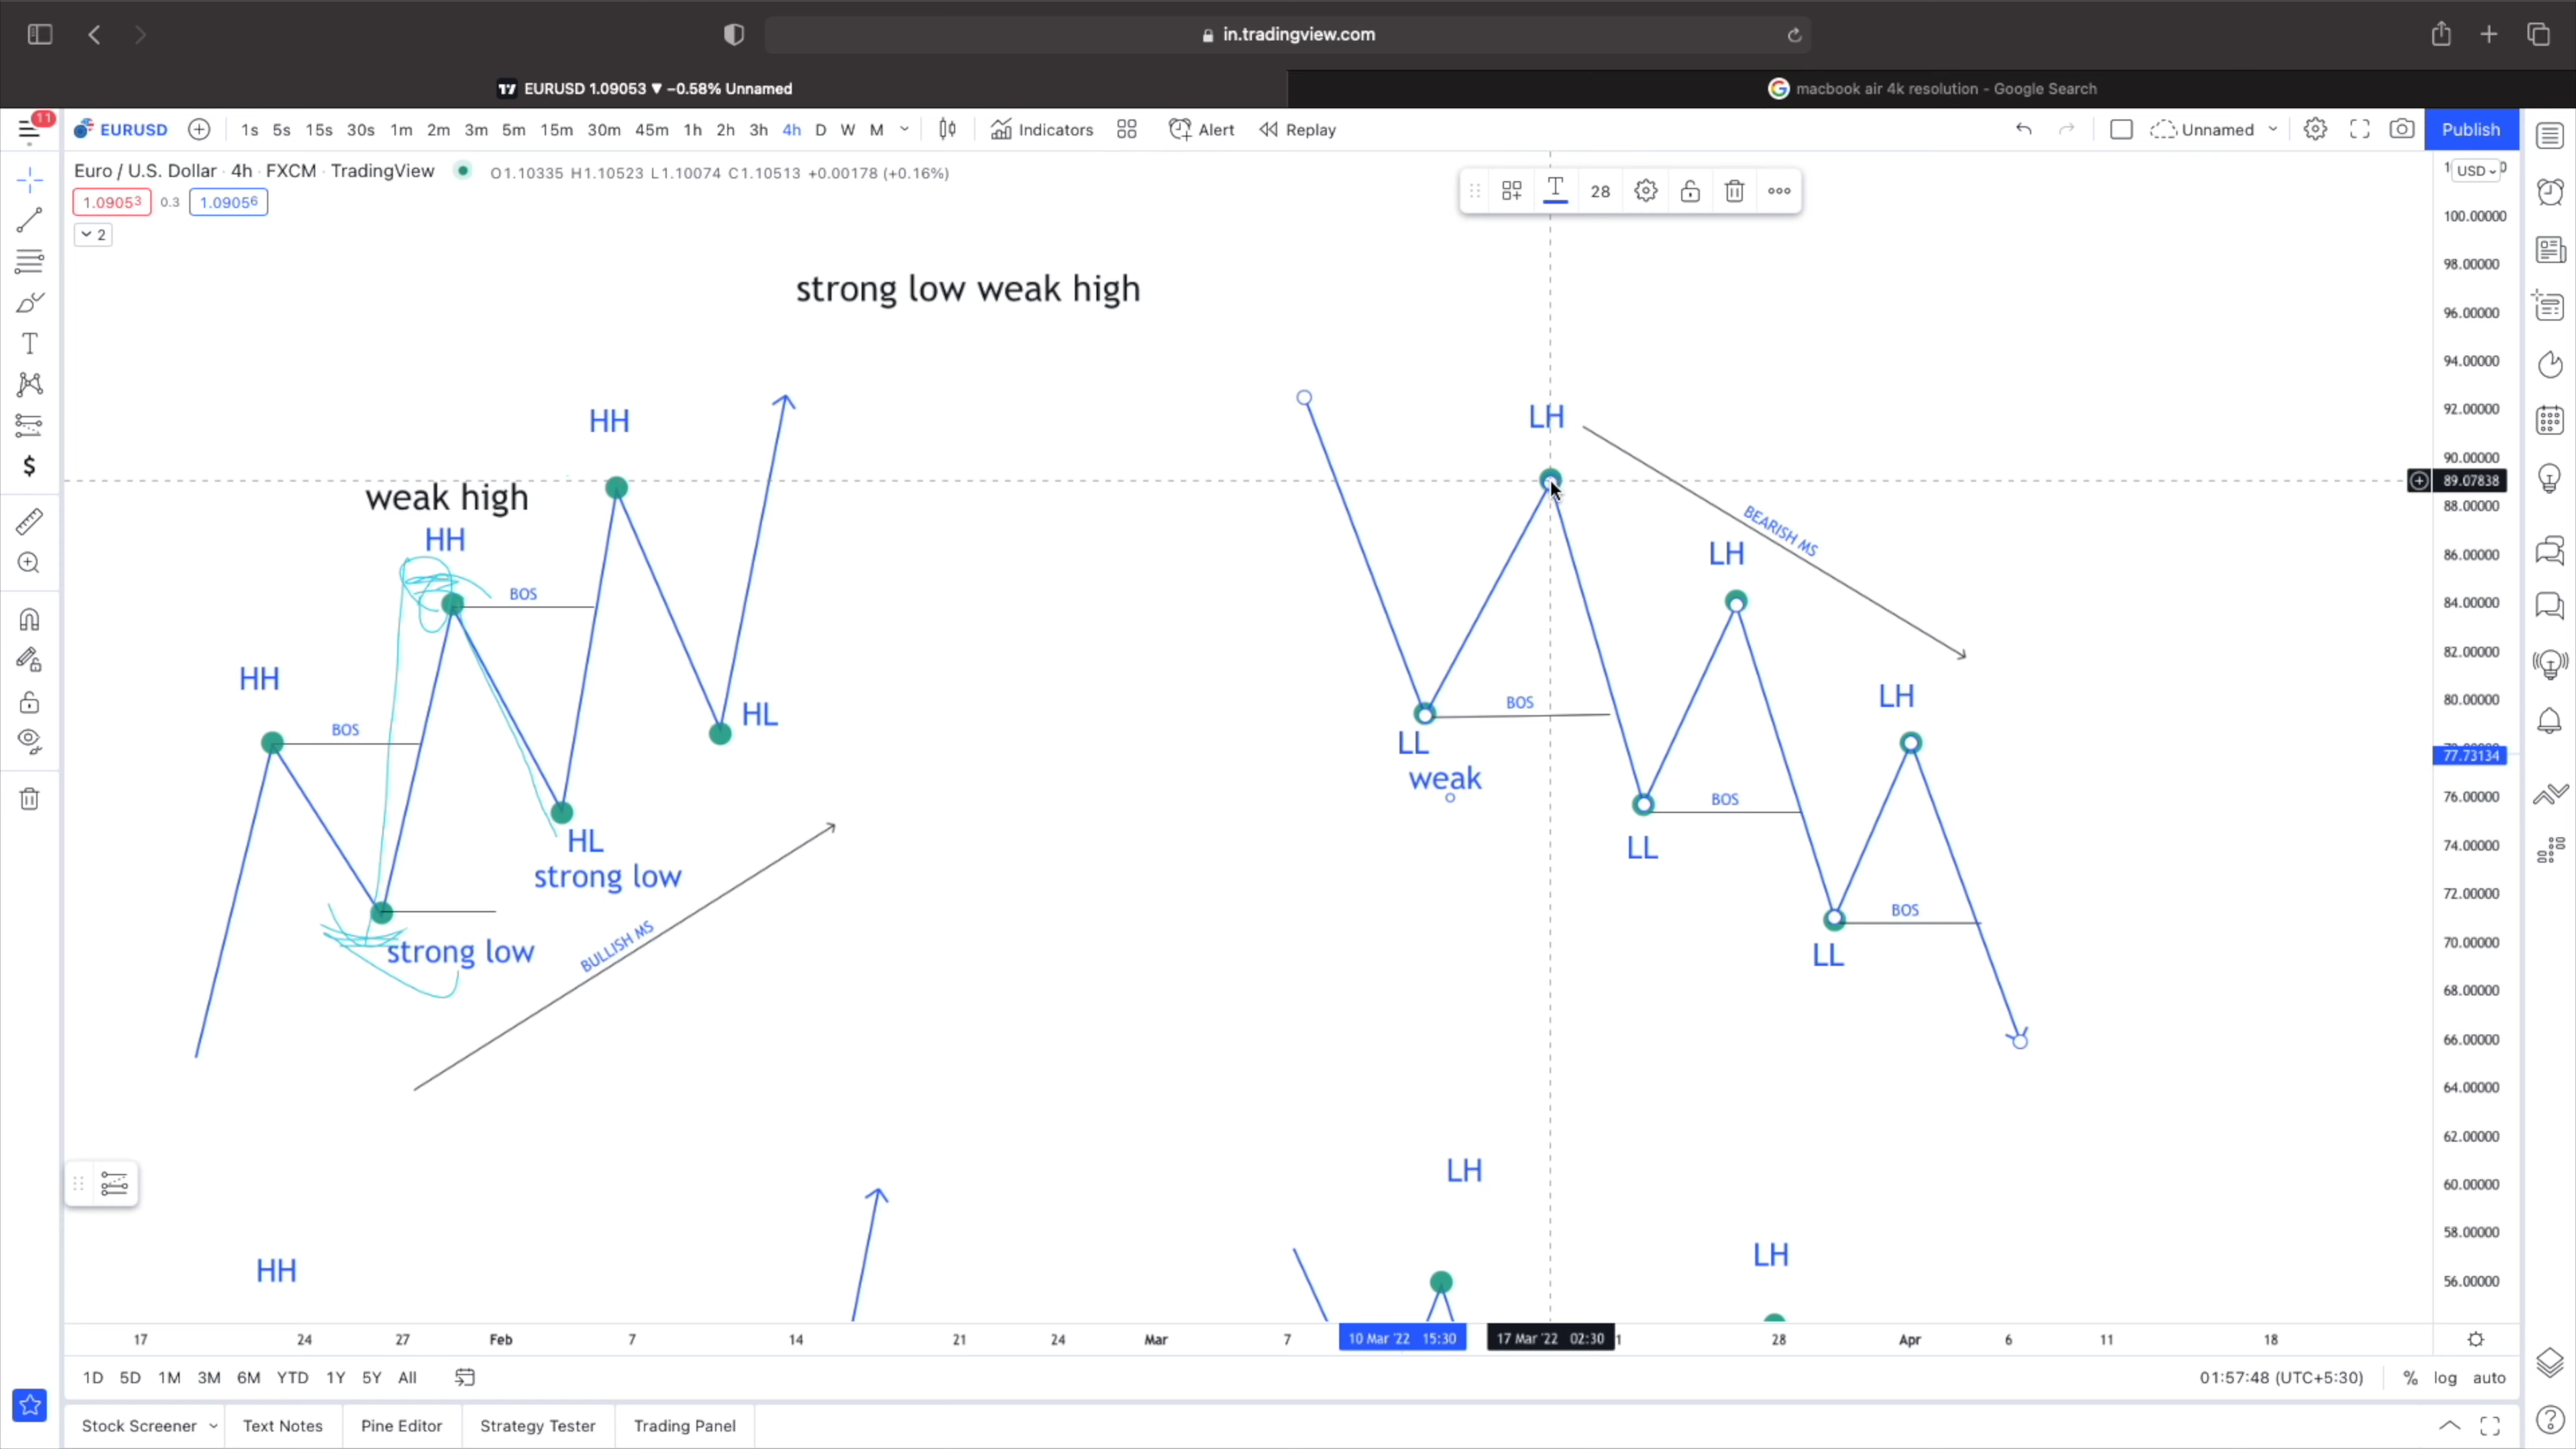 in.tradingview.com
EURUSD 1.09053 ▼ −0.58% Unnamed
macbook air 4k resolution - Google Search
11
EURUSD
1s 5s 15s 30s 1m 2m 3m 5m 15m 30m 45m 1h 2h 3h 4h D W M
Indicators
Alert
Replay
Unnamed
Publish
Euro / U.S. Dollar · 4h · FXCM · TradingView
O1.10335 H1.10523 L1.10074 C1.10513 +0.00178 (+0.16%)
1.09053 0.3 1.09056
2
28
USD
strong low weak high
HH
weak high
HH
BOS
HH
BOS
HL
HL
strong low
strong low
BULLISH MS
LH
BEARISH MS
LH
LH
BOS
LL
weak
BOS
LL
BOS
LL
HH
LH
LH
100.00000
98.00000
96.00000
94.00000
92.00000
90.00000
89.07838
88.00000
86.00000
84.00000
82.00000
80.00000
77.73134
76.00000
74.00000
72.00000
70.00000
68.00000
66.00000
64.00000
62.00000
60.00000
58.00000
56.00000
17 24 27 Feb 7 14 21 24 Mar 7 10 Mar '22 15:30 17 Mar '22 02:30 1 28 Apr 6 11 18
1D 5D 1M 3M 6M YTD 1Y 5Y All
01:57:48 (UTC+5:30) % log auto
Stock Screener Text Notes Pine Editor Strategy Tester Trading Panel